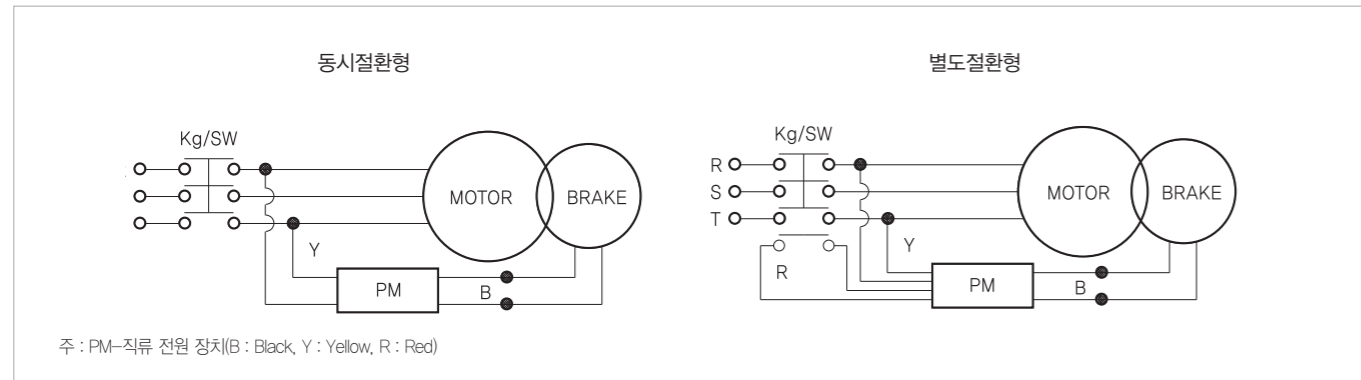 동시절환형
별도절환형
Kg/SW
MOTOR
BRAKE
Y
PM
B
Kg/SW
R
S
T
MOTOR
BRAKE
Y
R
PM
B
주 : PM-직류 전원 장치(B : Black, Y : Yellow, R : Red)